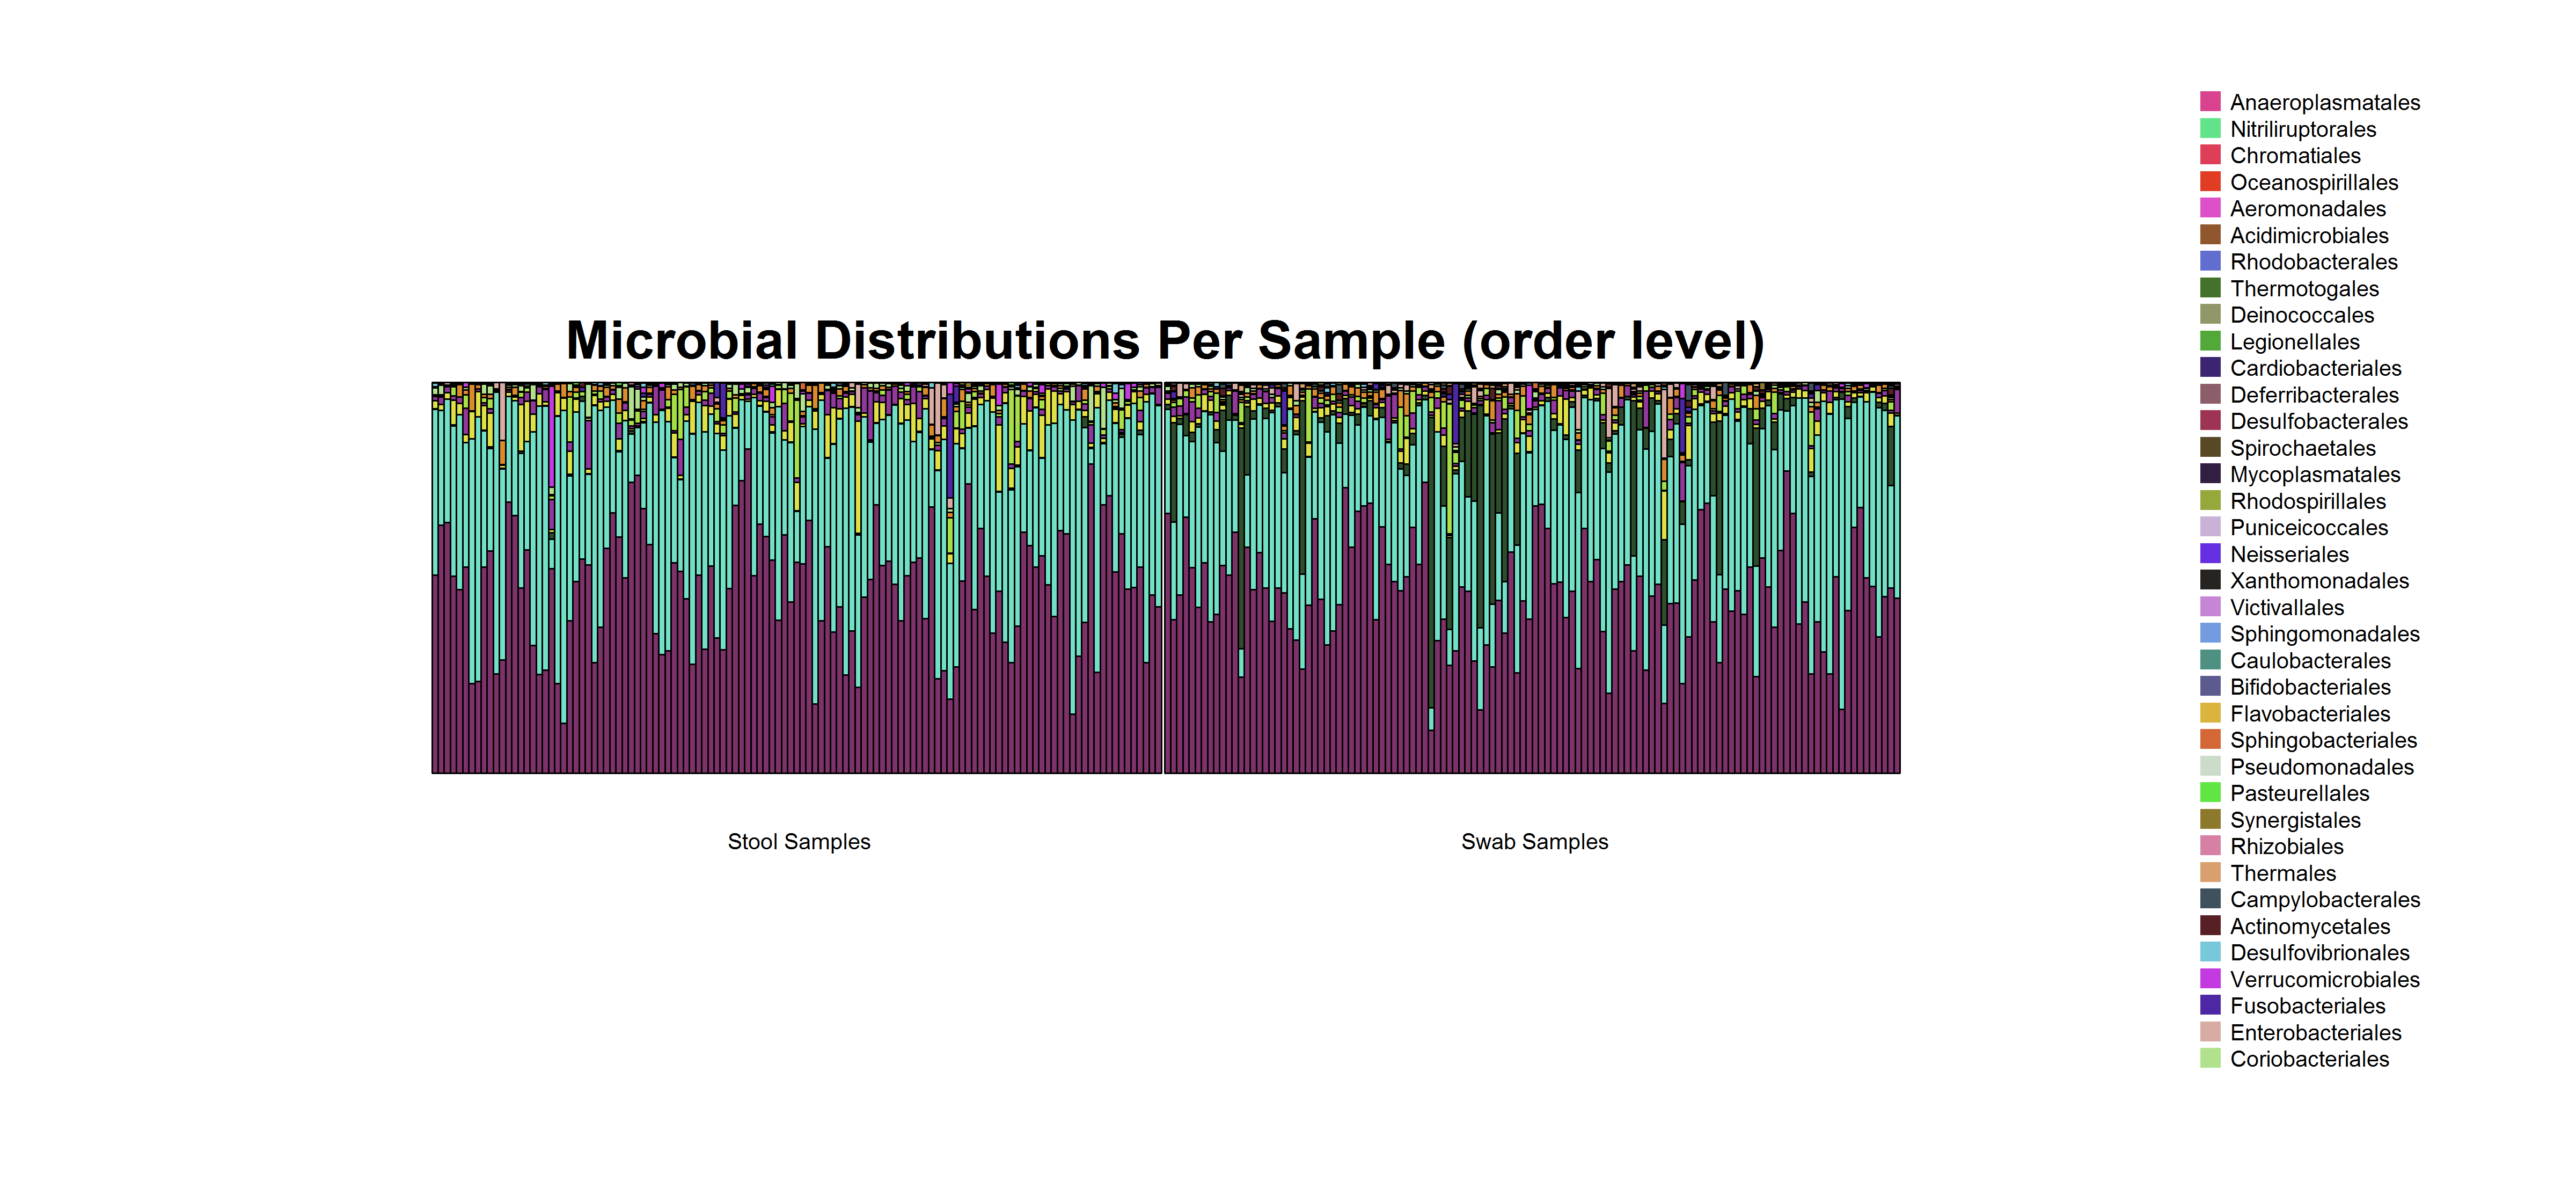 Microbial Distributions Per Sample (order level)
Stool Samples
Swab Samples
Anaeroplasmatales
Nitriliruptorales
Chromatiales
Oceanospirillales
Aeromonadales
Acidimicrobiales
Rhodobacterales
Thermotogales
Deinococcales
Legionellales
Cardiobacteriales
Deferribacterales
Desulfobacterales
Spirochaetales
Mycoplasmatales
Rhodospirillales
Puniceicoccales
Neisseriales
Xanthomonadales
Victivallales
Sphingomonadales
Caulobacterales
Bifidobacteriales
Flavobacteriales
Sphingobacteriales
Pseudomonadales
Pasteurellales
Synergistales
Rhizobiales
Thermales
Campylobacterales
Actinomycetales
Desulfovibrionales
Verrucomicrobiales
Fusobacteriales
Enterobacteriales
Coriobacteriales